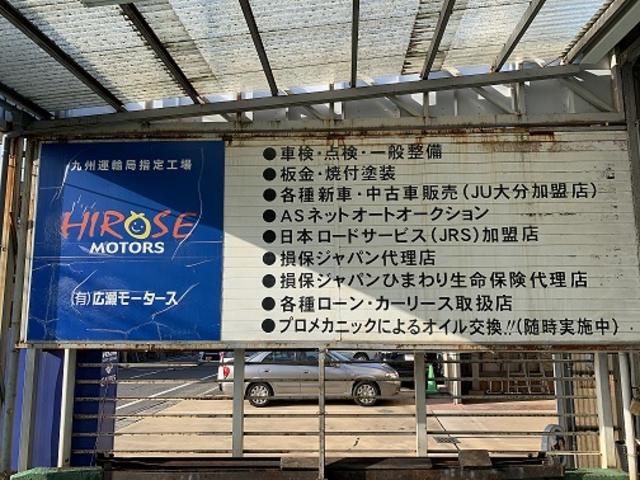 九州運輸局指定工場
HIROSE
MOTORS
(有)広瀬モータース
●車検・点検・一般整備
●板金・焼付塗装
●各種新車・中古車販売(JU大分加盟店)
●ASネットオートオークション
●日本ロードサービス(JRS)加盟店
●損保ジャパン代理店
●損保ジャパンひまわり生命保険代理店
●各種ローン・カーリース取扱店
●プロメカニックによるオイル交換!!(随時実施中)